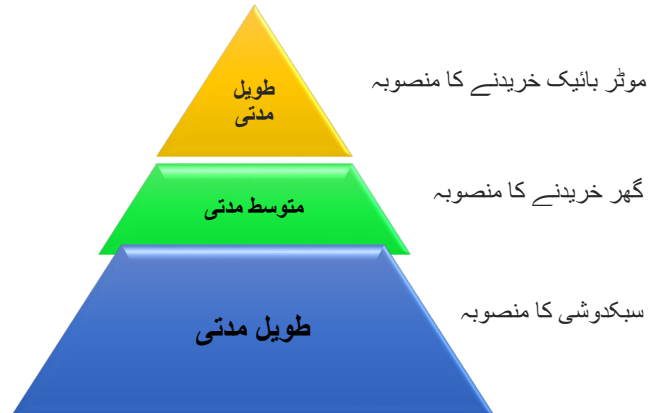 موٹر بائیک خریدنے کا منصوبہ
طویل
مدتی
گھر خریدنے کا منصوبہ
متوسط مدتی
سبکدوشی کا منصوبہ
طویل مدتی